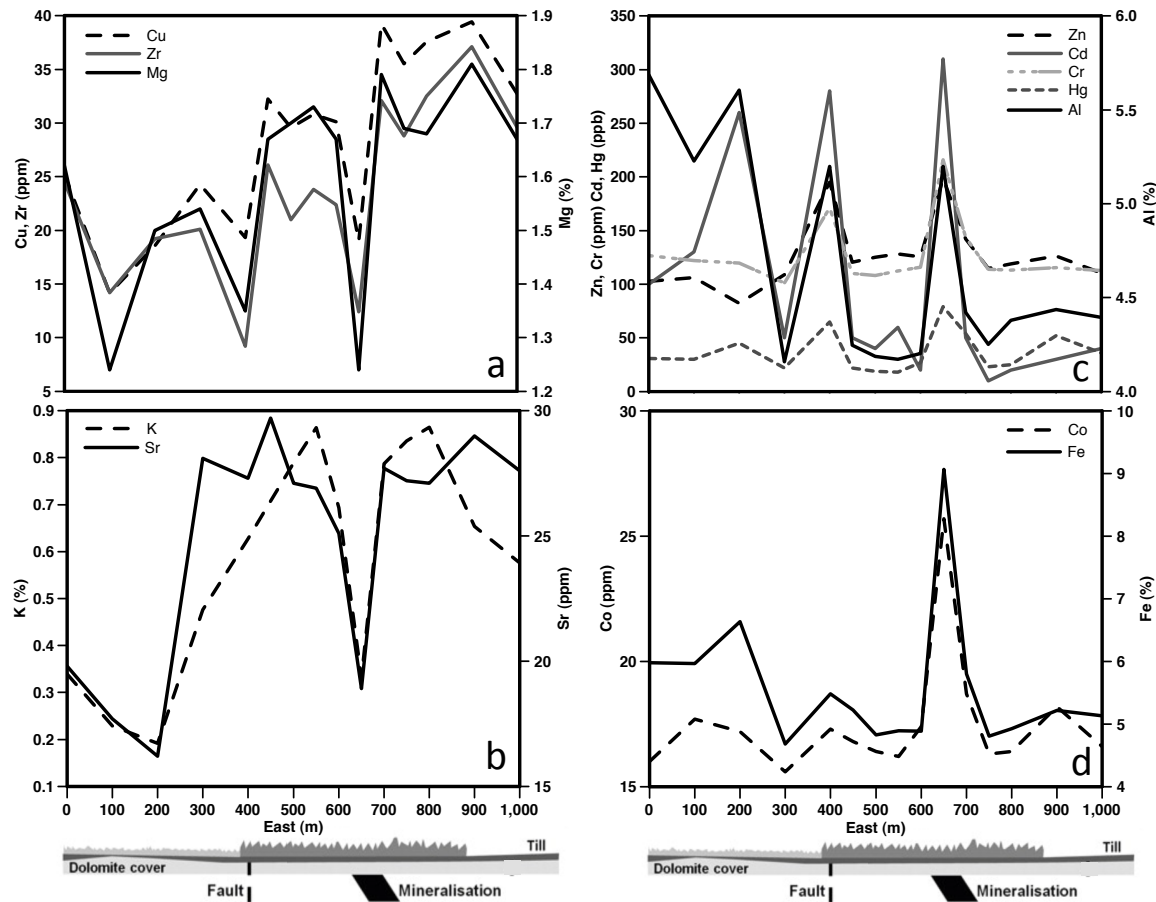 Cu, Zr (ppm)
40
35
30
25
20
15
10
5
Cu
Zr
Mg
a
1.9
1.8
1.7
1.6
1.5
1.4
1.3
1.2
Mg (%)
Zn, Cr (ppm) Cd, Hg (ppb)
350
300
250
200
150
100
50
0
Zn
Cd
Cr
Hg
Al
c
6.0
5.5
5.0
4.5
4.0
Al (%)
K (%)
0.9
0.8
0.7
0.6
0.5
0.4
0.3
0.2
0.1
K
Sr
b
30
25
20
15
Sr (ppm)
0 100 200 300 400 500 600 700 800 900 1,000
East (m)
Co (ppm)
30
25
20
15
Co
Fe
d
10
9
8
7
6
5
4
Fe (%)
0 100 200 300 400 500 600 700 800 900 1,000
East (m)
Till
Dolomite cover
Fault
Mineralisation
Till
Dolomite cover
Fault
Mineralisation